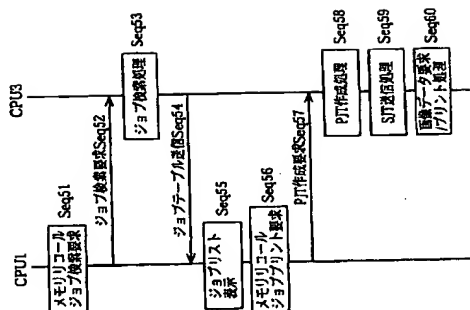 CPU1
CPU3
Seq51
メモリリコール
ジョブ検索要求
ジョブ検索要求Seq52
Seq53
ジョブ検索処理
ジョブテーブル送信Seq54
Seq55
ジョブリスト
表示
Seq56
メモリリコール
ジョブプリント要求
PJT作成要求Seq57
Seq58
PJT作成処理
Seq59
SJT送信処理
Seq60
画像データ要求
/プリント処理